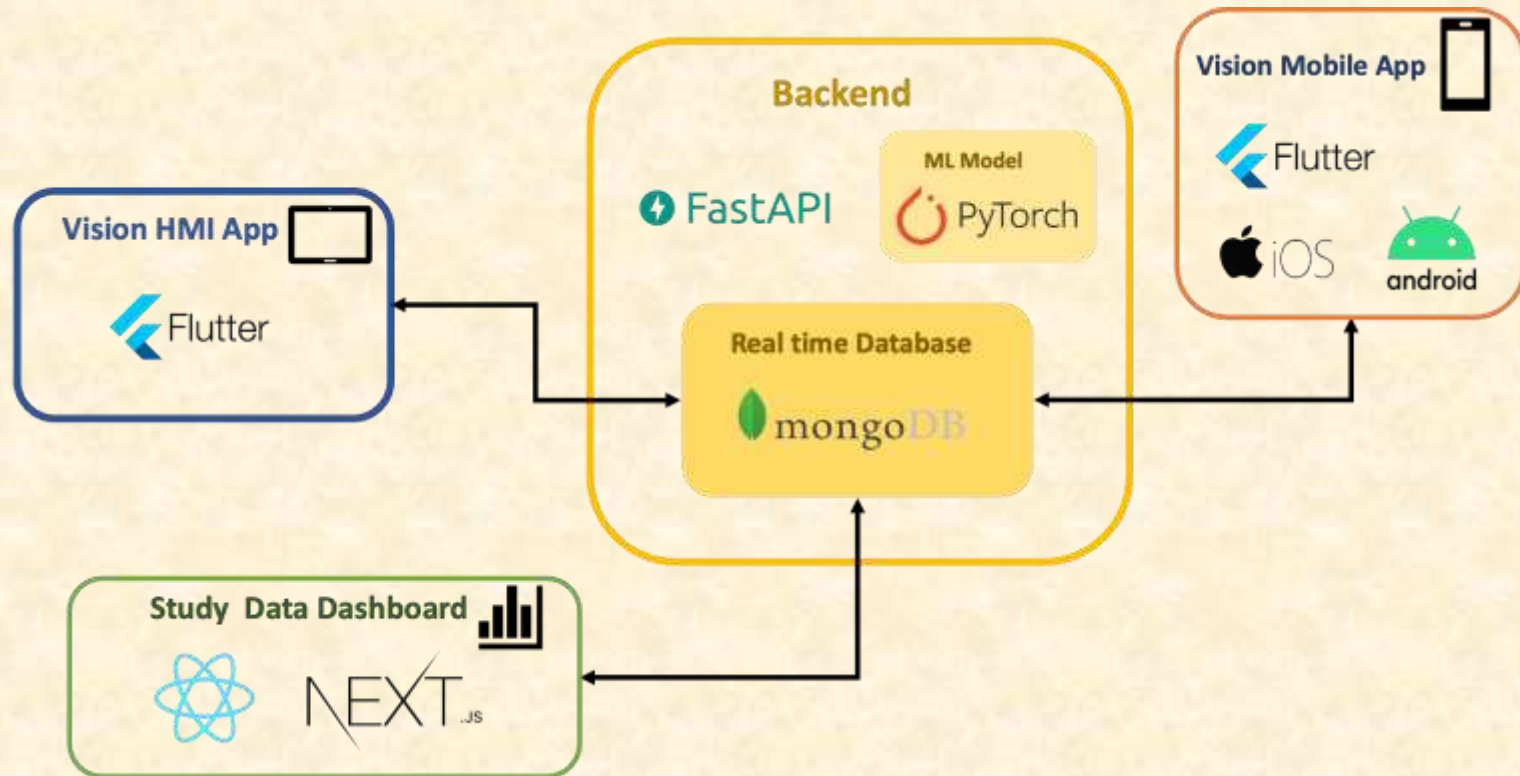 Backend
ML Model
FastAPI
PyTorch
Real time Database
mongoDB
Vision Mobile App
Flutter
iOS
android
Vision HMI App
Flutter
Study Data Dashboard
NEXT.JS